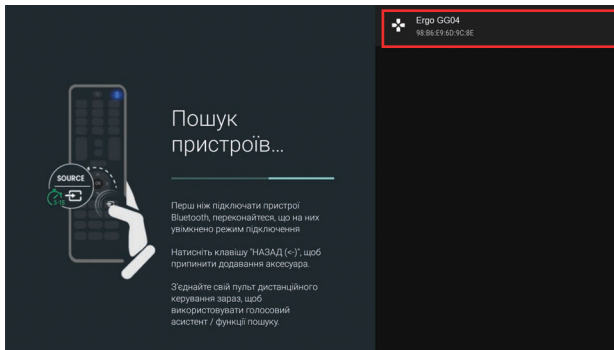 Ergo GG04
98:B6:E9:6D:9C:8E
Пошук
пристроїв...
SOURCE
Перш ніж підключати пристрої
Bluetooth, переконайтеся, що на них
увімкнено режим підключення
Натисніть клавішу "НАЗАД (<-)", щоб
припинити додавання аксесуара.
З'єднайте свій пульт дистанційного
керування зараз, щоб
використовувати голосовий
асистент / функції пошуку.